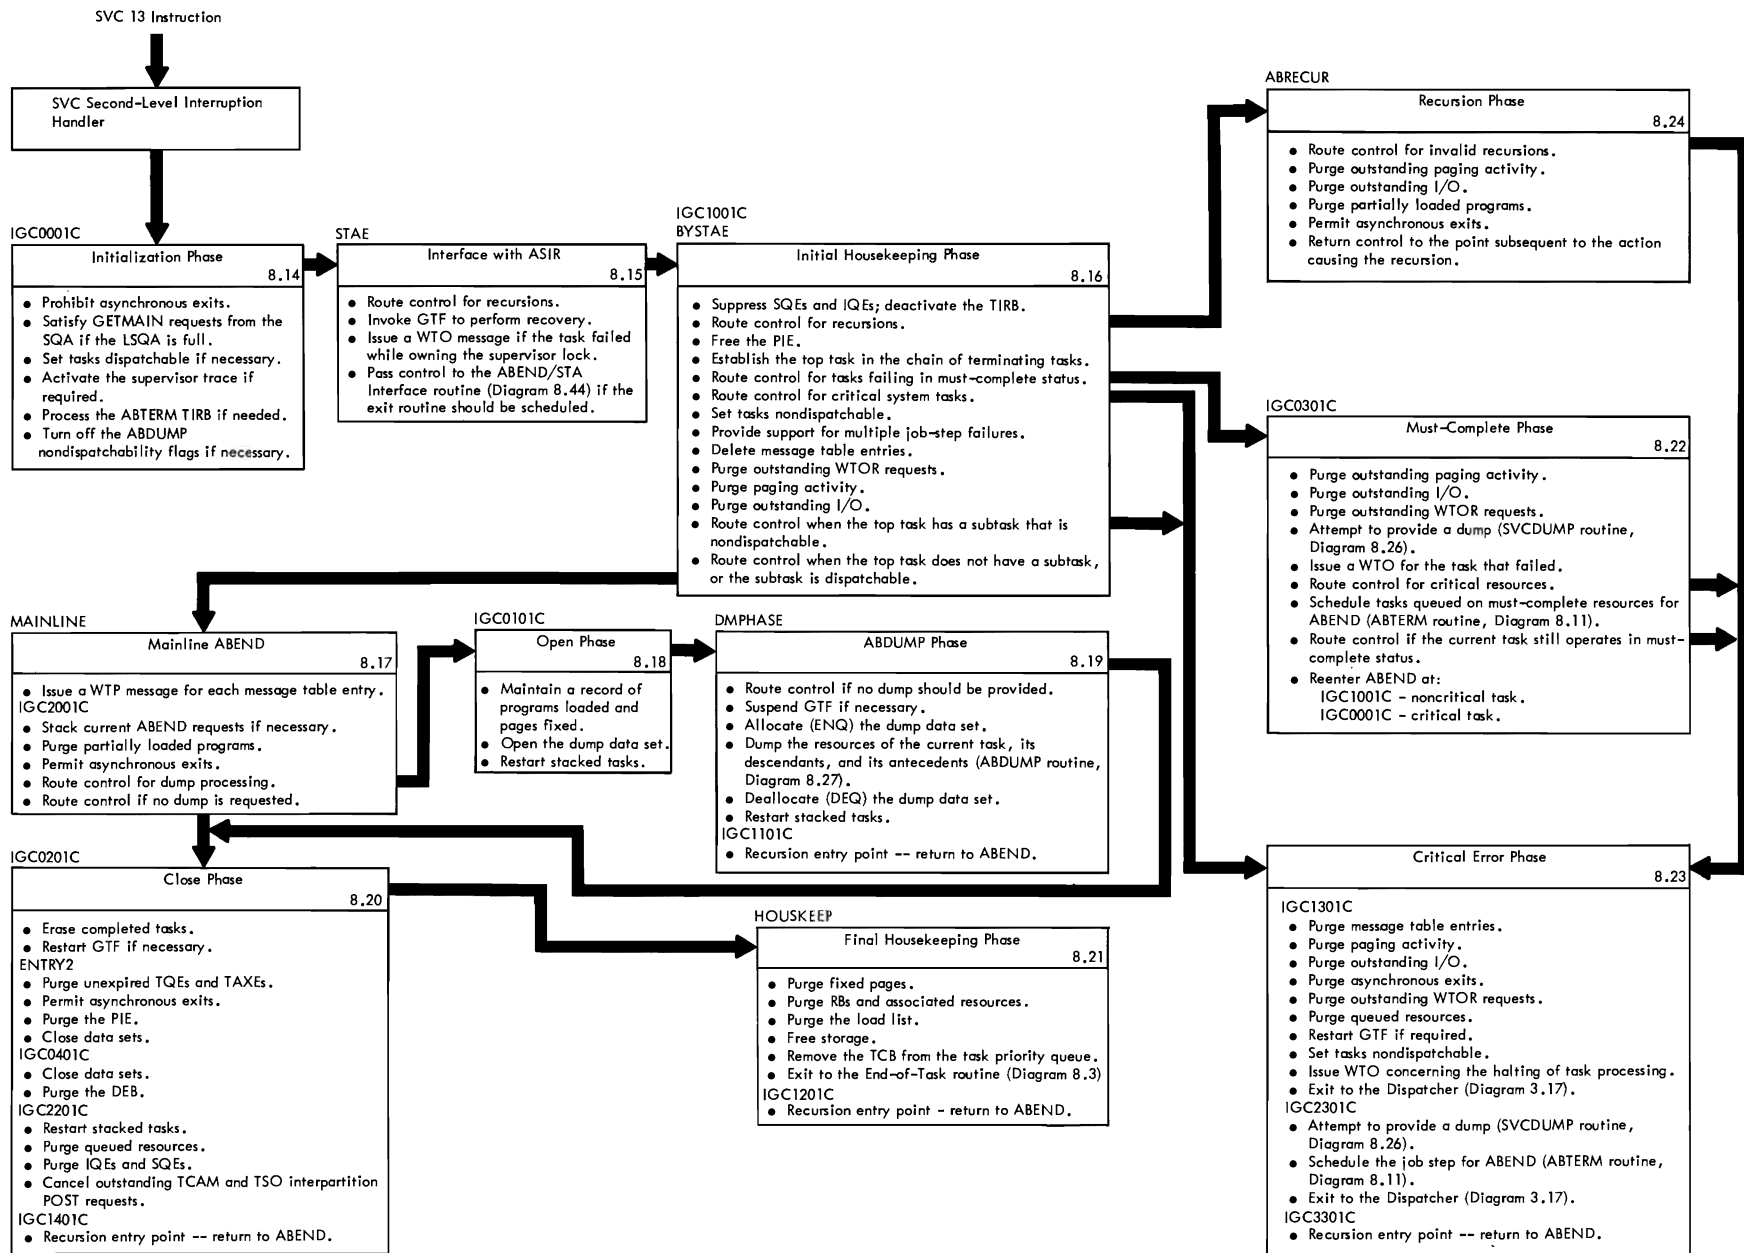 SVC 13 Instruction
SVC Second-Level Interruption
Handler
IGC0001C
Initialization Phase
8.14
● Prohibit asynchronous exits.
● Satisfy GETMAIN requests from the
SQA if the LSQA is full.
● Set tasks dispatchable if necessary.
● Activate the supervisor trace if
required.
● Process the ABTERM TIRB if needed.
● Turn off the ABDUMP
nondispatchability flags if necessary.
STAE
Interface with ASIR
8.15
● Route control for recursions.
● Invoke GTF to perform recovery.
● Issue a WTO message if the task failed
while owning the supervisor lock.
● Pass control to the ABEND/STA
Interface routine (Diagram 8.44) if the
exit routine should be scheduled.
IGC1001C
BYSTAE
Initial Housekeeping Phase
8.16
● Suppress SQEs and IQEs; deactivate the TIRB.
● Route control for recursions.
● Free the PIE.
● Establish the top task in the chain of terminating tasks.
● Route control for tasks failing in must-complete status.
● Route control for critical system tasks.
● Set tasks nondispatchable.
● Provide support for multiple job-step failures.
● Delete message table entries.
● Purge outstanding WTOR requests.
● Purge paging activity.
● Purge outstanding I/O.
● Route control when the top task has a subtask that is
nondispatchable.
● Route control when the top task does not have a subtask,
or the subtask is dispatchable.
ABRECUR
Recursion Phase
8.24
● Route control for invalid recursions.
● Purge outstanding paging activity.
● Purge outstanding I/O.
● Purge partially loaded programs.
● Permit asynchronous exits.
● Return control to the point subsequent to the action
causing the recursion.
IGC0301C
Must-Complete Phase
8.22
● Purge outstanding paging activity.
● Purge outstanding I/O.
● Purge outstanding WTOR requests.
● Attempt to provide a dump (SVCDUMP routine,
Diagram 8.26).
● Issue a WTO for the task that failed.
● Route control for critical resources.
● Schedule tasks queued on must-complete resources for
ABEND (ABTERM routine, Diagram 8.11).
● Route control if the current task still operates in must-
complete status.
● Reenter ABEND at:
IGC1001C - noncritical task.
IGC0001C - critical task.
MAINLINE
Mainline ABEND
8.17
● Issue a WTP message for each message table entry.
IGC2001C
● Stack current ABEND requests if necessary.
● Purge partially loaded programs.
● Permit asynchronous exits.
● Route control for dump processing.
● Route control if no dump is requested.
IGC0101C
Open Phase
8.18
● Maintain a record of
programs loaded and
pages fixed.
● Open the dump data set.
● Restart stacked tasks.
DMPHASE
ABDUMP Phase
8.19
● Route control if no dump should be provided.
● Suspend GTF if necessary.
● Allocate (ENQ) the dump data set.
● Dump the resources of the current task, its
descendants, and its antecedents (ABDUMP routine,
Diagram 8.27).
● Deallocate (DEQ) the dump data set.
● Restart stacked tasks.
IGC1101C
● Recursion entry point -- return to ABEND.
IGC0201C
Close Phase
8.20
● Erase completed tasks.
● Restart GTF if necessary.
ENTRY2
● Purge unexpired TQEs and TAXEs.
● Permit asynchronous exits.
● Purge the PIE.
● Close data sets.
IGC0401C
● Close data sets.
● Purge the DEB.
IGC2201C
● Restart stacked tasks.
● Purge queued resources.
● Purge IQEs and SQEs.
● Cancel outstanding TCAM and TSO interpartition
POST requests.
IGC1401C
● Recursion entry point -- return to ABEND.
HOUSKEEP
Final Housekeeping Phase
8.21
● Purge fixed pages.
● Purge RBs and associated resources.
● Purge the load list.
● Free storage.
● Remove the TCB from the task priority queue.
● Exit to the End-of-Task routine (Diagram 8.3)
IGC1201C
● Recursion entry point - return to ABEND.
Critical Error Phase
8.23
IGC1301C
● Purge message table entries.
● Purge paging activity.
● Purge outstanding I/O.
● Purge asynchronous exits.
● Purge outstanding WTOR requests.
● Purge queued resources.
● Restart GTF if required.
● Set tasks nondispatchable.
● Issue WTO concerning the halting of task processing.
● Exit to the Dispatcher (Diagram 3.17).
IGC2301C
● Attempt to provide a dump (SVCDUMP routine,
Diagram 8.26).
● Schedule the job step for ABEND (ABTERM routine,
Diagram 8.11).
● Exit to the Dispatcher (Diagram 3.17).
IGC3301C
● Recursion entry point -- return to ABEND.